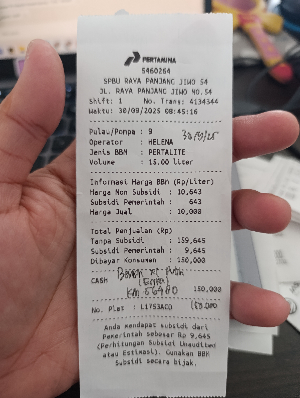 PERTAMINA
5460264
SPBU RAYA PANJANG JIWO 54
JL. RAYA PANJANG JIWO NO.54
Shift: 1 No. Trans: 4134344
Waktu: 30/09/2025 08:45:16
Pulau/Pompa : 9
30/9/25
Operator : HELENA
Jenis BBM : PERTALITE
Volume : 15.00 liter
Informasi Harga BBM (Rp/Liter)
Harga Non Subsidi : 10,643
Subsidi Pemerintah : 643
Harga Jual : 10,000
Total Penjualan (Rp)
Tanpa Subsidi : 159,645
Subsidi Pemerintah : 9,645
Dibayar Konsumen : 150,000
CASH
150,000
KM 56900
No. Plat : L1753ACD
150.000
Anda mendapat subsidi dari
Pemerintah sebesar Rp 9,645
(Perhitungan Subsidi Unaudited
atau Estimasi). Gunakan BBM
Subsidi secara bijak.